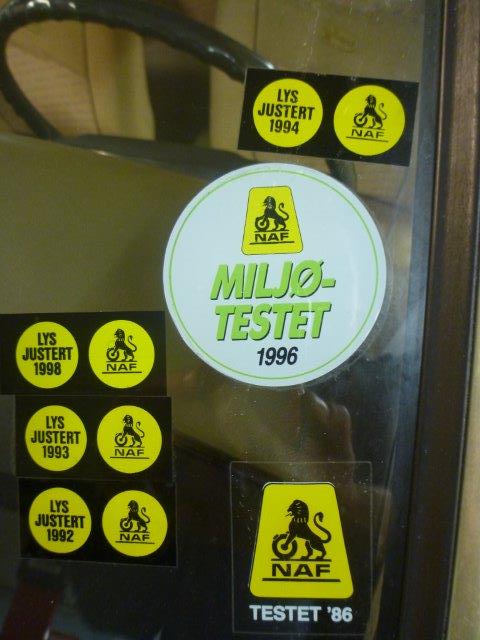 LYS
JUSTERT
1994
NAF
NAF
MILJØ-
TESTET
1996
LYS
JUSTERT
1998
NAF
LYS
JUSTERT
1993
NAF
LYS
JUSTERT
1992
NAF
NAF
TESTET '86